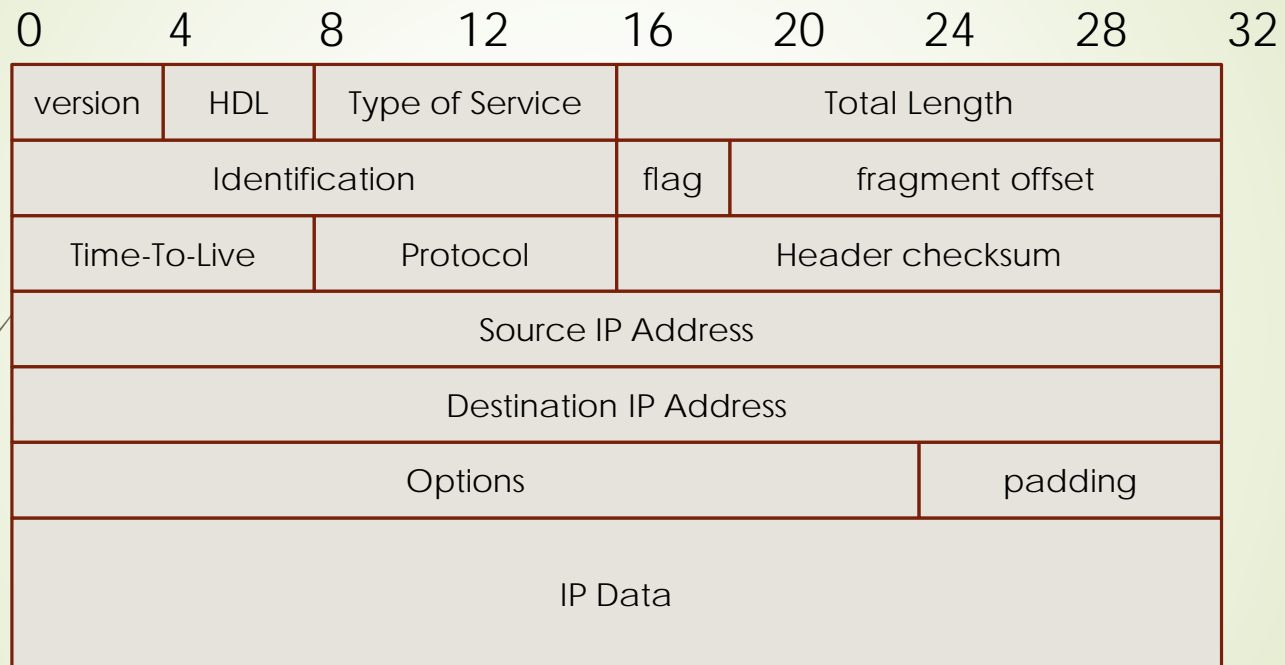 0 4 8 12 16 20 24 28 32
version HDL Type of Service Total Length
Identification flag fragment offset
Time-To-Live Protocol Header checksum
Source IP Address
Destination IP Address
Options padding
IP Data